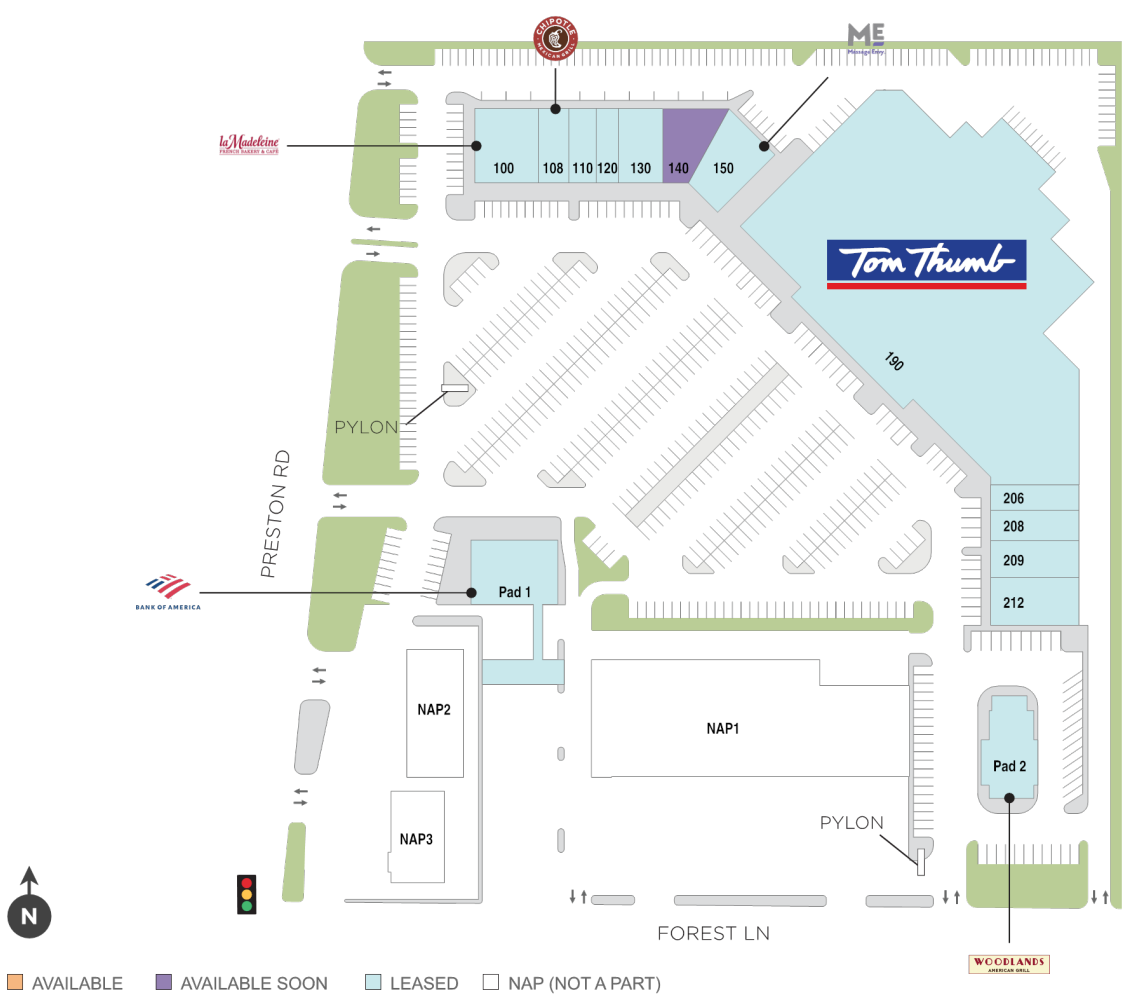 CHIPOTLE
MEXICAN GRILL
ME
Massage Envy
la Madeleine
FRENCH BAKERY & CAFÉ
100
108
110
120
130
140
150
Tom Thumb
190
PYLON
PRESTON RD
206
208
209
212
BANK OF AMERICA
Pad 1
NAP2
NAP1
Pad 2
NAP3
PYLON
N
FOREST LN
WOODLANDS
AMERICAN GRILL
AVAILABLE
AVAILABLE SOON
LEASED
NAP (NOT A PART)